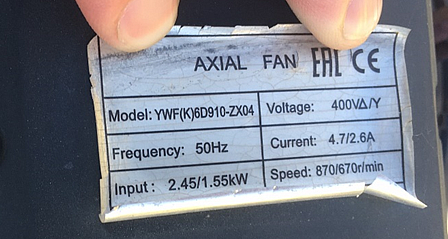 AXIAL FAN EAC CE
Model: YWF(K)6D910-ZX04 Voltage: 400VΔ/Y
Frequency: 50Hz Current: 4.7/2.6A
Input : 2.45/1.55kW Speed: 870/670r/min